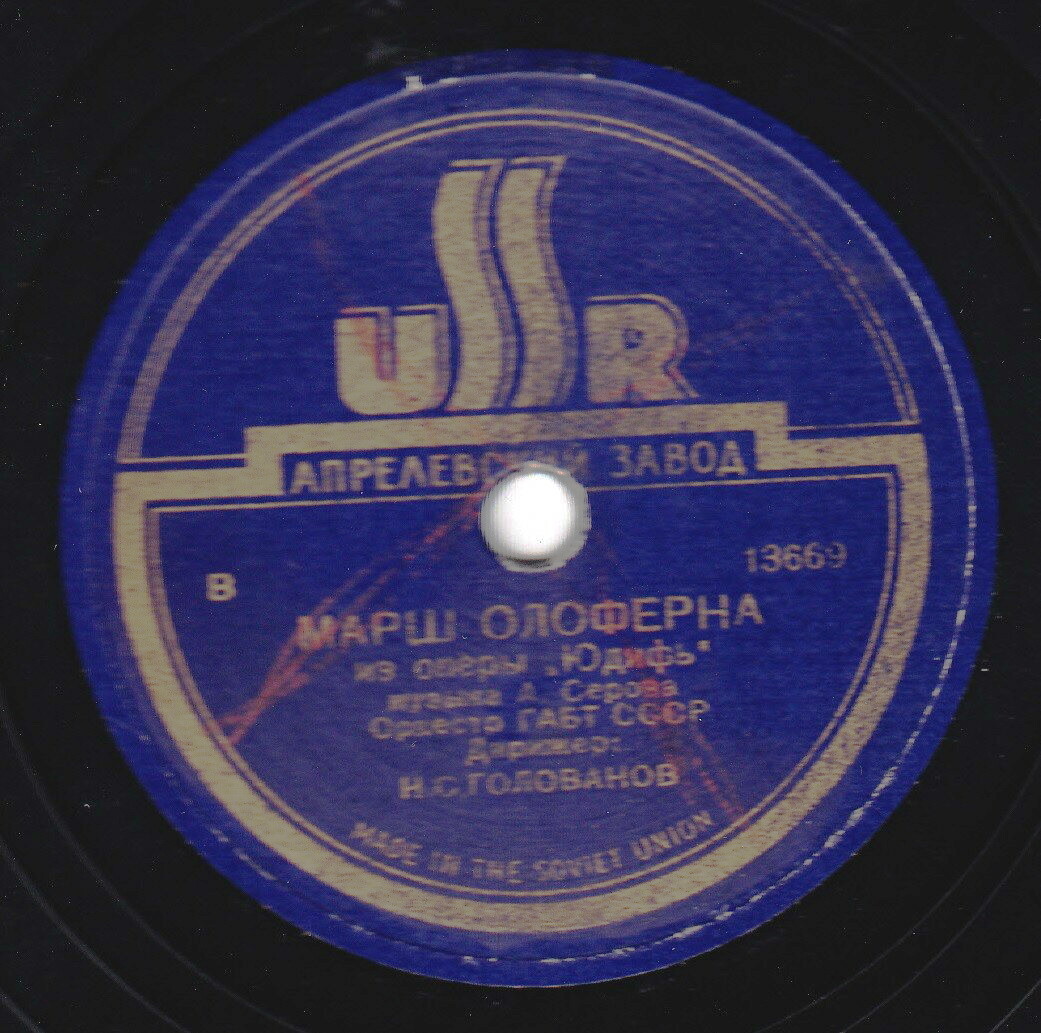 USSR
АПРЕЛЕВСКИЙ ЗАВОД
13669
В
МАРШ ОЛОФЕРНА
из оперы „Юдифь"
музыка А. Серова
Оркестр ГАБТ СССР
Дирижер:
Н.С.ГОЛОВАНОВ
MADE IN THE SOVIET UNION